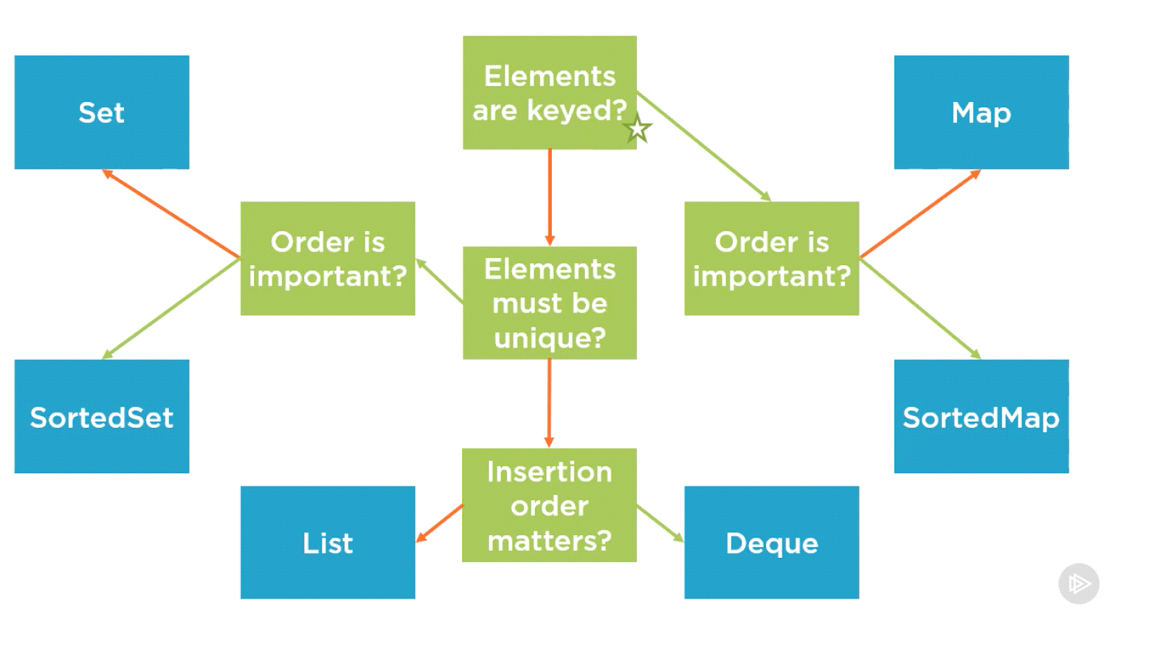 Elements
are keyed?
Set
Map
Order is
important?
Order is
important?
Elements
must be
unique?
SortedSet
SortedMap
Insertion
order
matters?
List
Deque